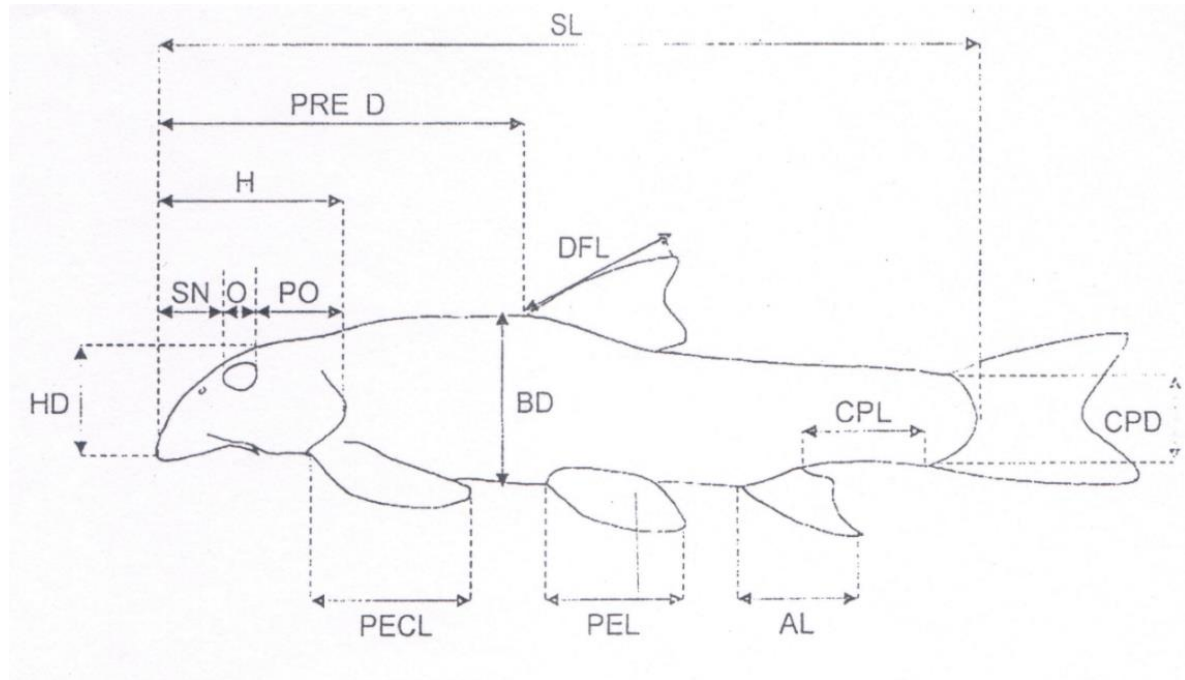 SL
PRE D
H
DFL
SN O PO
HD
BD
CPL
CPD
PECL
PEL
AL